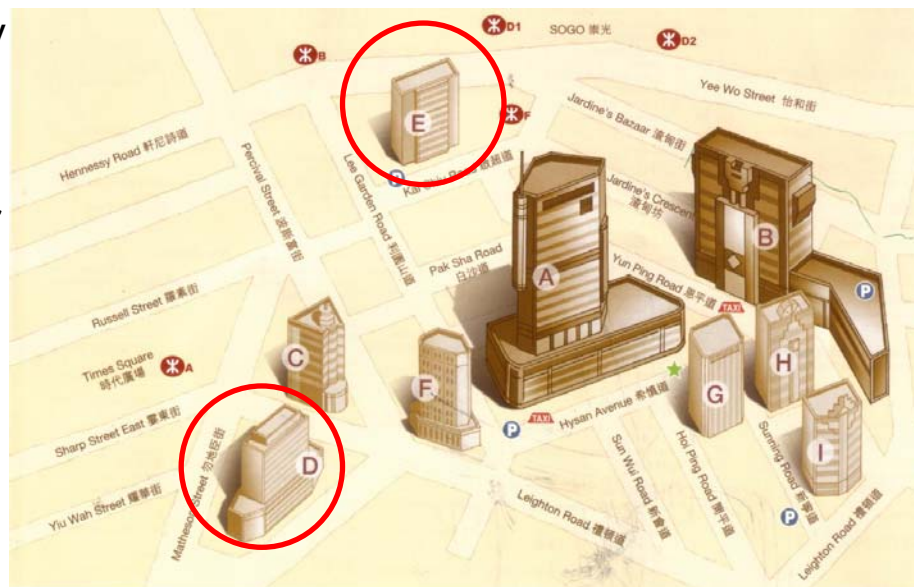 B
D1
SOGO 崇光
D2
Yee Wo Street 怡和街
E
F
Hennessy Road 軒尼詩道
Percival Street 波斯富街
Lee Garden Road 利園山道
P
Jardine's Bazaar 渣甸街
Jardine's Crescent
渣甸坊
B
Pak Sha Road
白沙道
A
Yun Ping Road 恩平道
TAXI
P
Russell Street 羅素街
Times Square
時代廣場
A
C
F
G
H
Hysan Avenue 希慎道
TAXI
P
Sharp Street East 霎東街
Matheson Street 勿地臣街
D
Sun Wui Road 新會道
Hoi Ping Road 開平道
Sunning Road 新寧道
I
P
Yiu Wah Street 耀華街
Leighton Road 禮頓道
Leighton Road 禮頓道